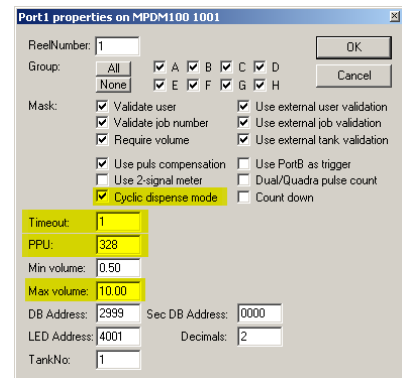 Port1 properties on MPDM100 1001
ReelNumber: 1 OK
Group: All A B C D
None E F G H Cancel
Mask: Validate user Use external user validation
Validate job number Use external job validation
Require volume Use external tank validation
Use puls compensation Use PortB as trigger
Use 2-signal meter Dual/Quadra pulse count
Cyclic dispense mode Count down
Timeout: 1
PPU: 328
Min volume: 0.50
Max volume: 10.00
DB Address: 2999 Sec DB Address: 0000
LED Address: 4001 Decimals: 2
TankNo: 1